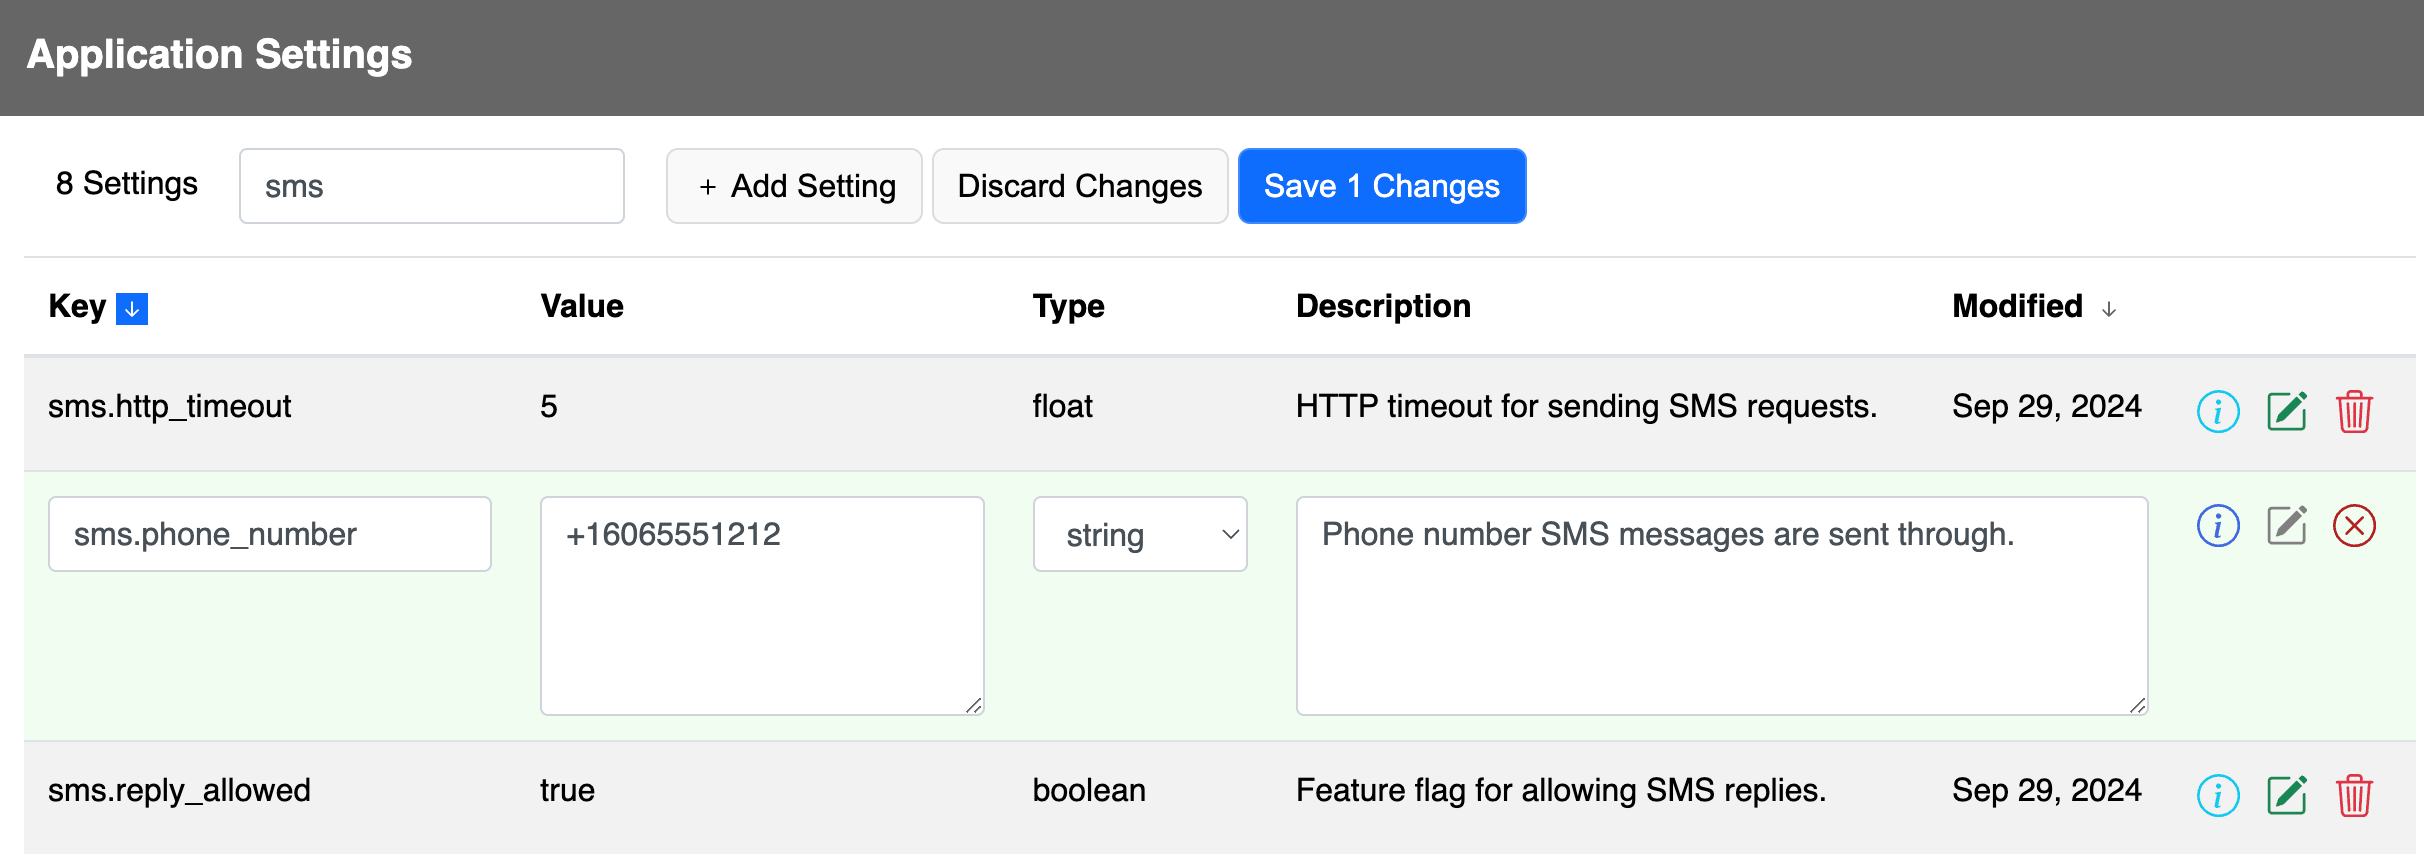 Application Settings
8 Settings sms + Add Setting Discard Changes Save 1 Changes
Key Value Type Description Modified
sms.http_timeout 5 float HTTP timeout for sending SMS requests. Sep 29, 2024
sms.phone_number +16065551212 string Phone number SMS messages are sent through.
sms.reply_allowed true boolean Feature flag for allowing SMS replies. Sep 29, 2024